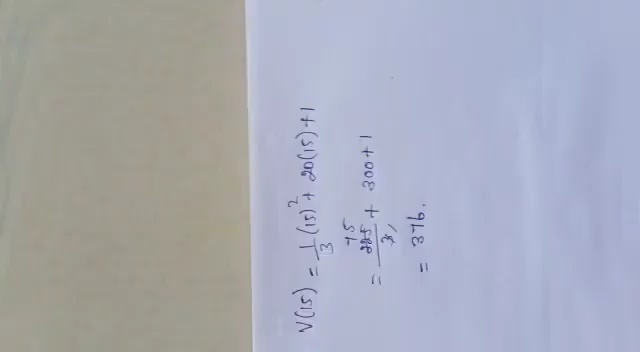 V(15) = 1/3 (15)² + 20(15) + 1
75
= 225/3 + 300 + 1
= 376.